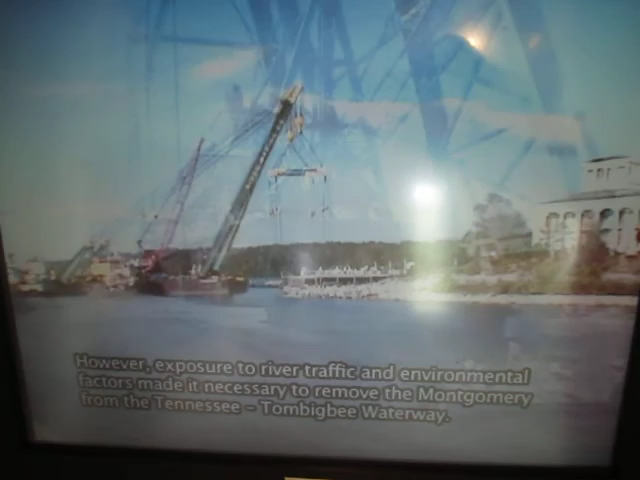 However, exposure to river traffic and environmental
factors made it necessary to remove the Montgomery
from the Tennessee - Tombigbee Waterway.